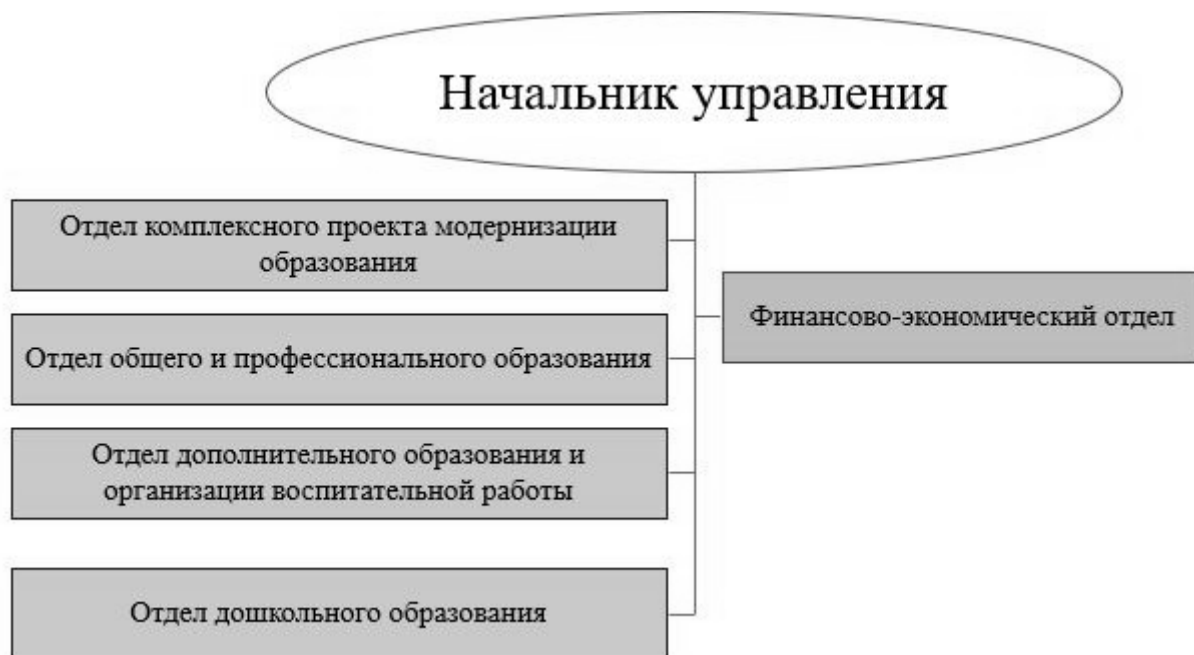 Начальник управления
Отдел комплексного проекта модернизации
образования
Финансово-экономический отдел
Отдел общего и профессионального образования
Отдел дополнительного образования и
организации воспитательной работы
Отдел дошкольного образования